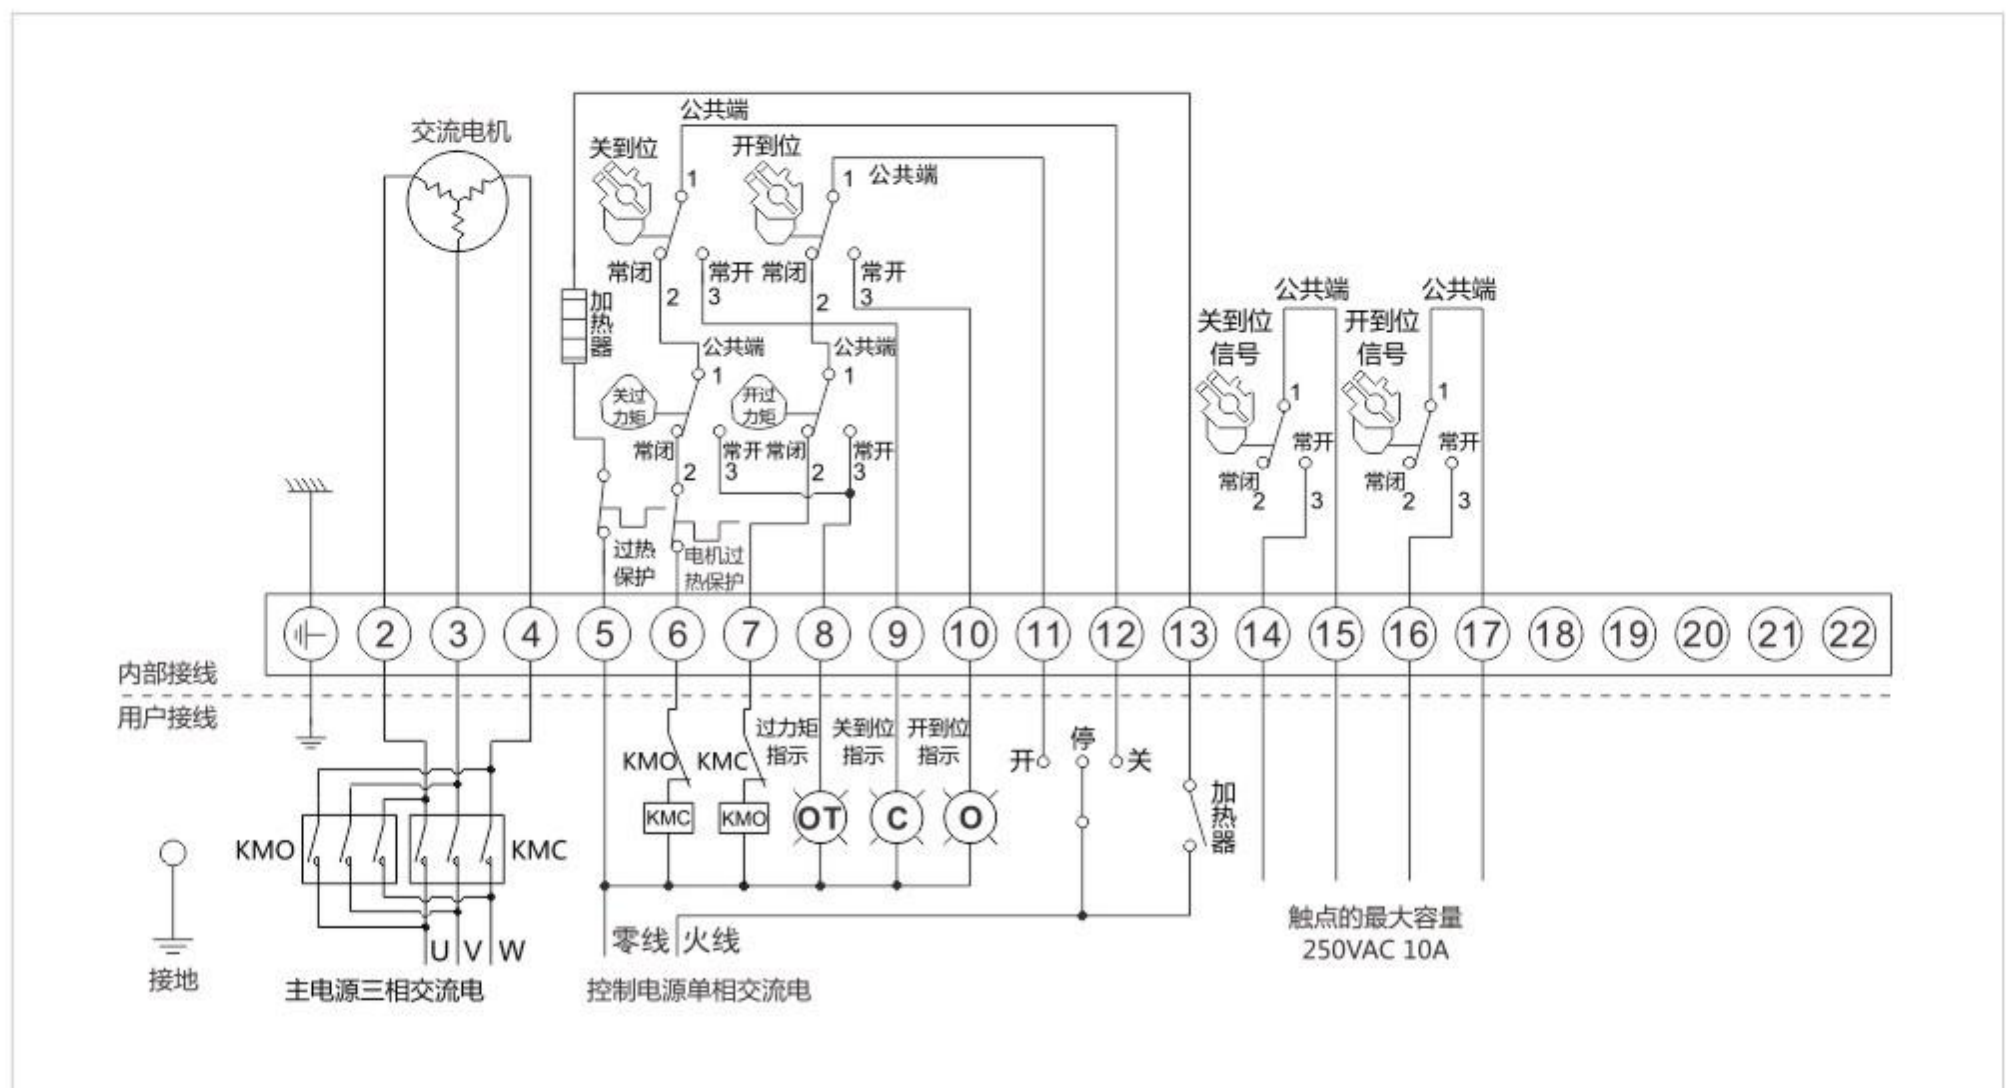 公共端
交流电机
关到位
开到位
1
1
公共端
常闭
常开
常闭
常开
2
3
2
3
加热器
公共端
公共端
1
1
关过
力矩
开过
力矩
常闭
常开
常闭
常开
2
3
2
3
过热
保护
电机过
热保护
公共端
公共端
关到位
信号
开到位
信号
1
1
常开
常开
常闭
常闭
2
3
2
3
2 3 4 5 6 7 8 9 10 11 12 13 14 15 16 17 18 19 20 21 22
内部接线
用户接线
KMO
KMC
过力矩
指示
关到位
指示
开到位
指示
开
停
关
加热器
KMC
KMO
OT
C
O
KMO
KMC
U V W
零线
火线
接地
主电源三相交流电
控制电源单相交流电
触点的最大容量
250VAC 10A